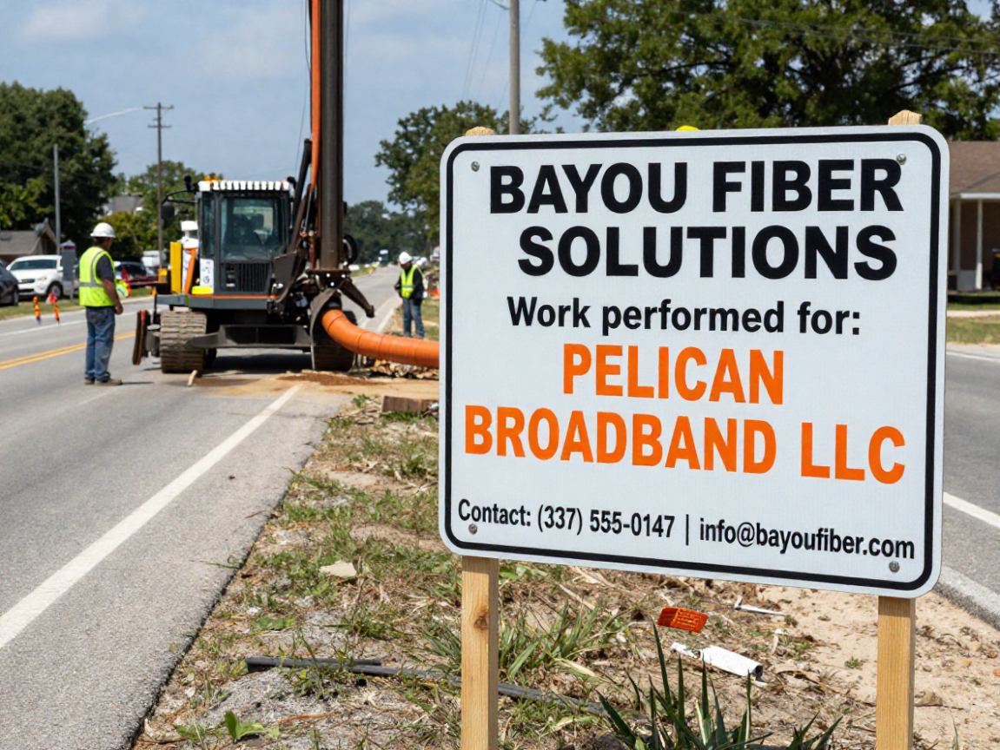 BAYOU FIBER
SOLUTIONS
Work performed for:
PELICAN
BROADBAND LLC
Contact: (337) 555-0147 | info@bayoufiber.com